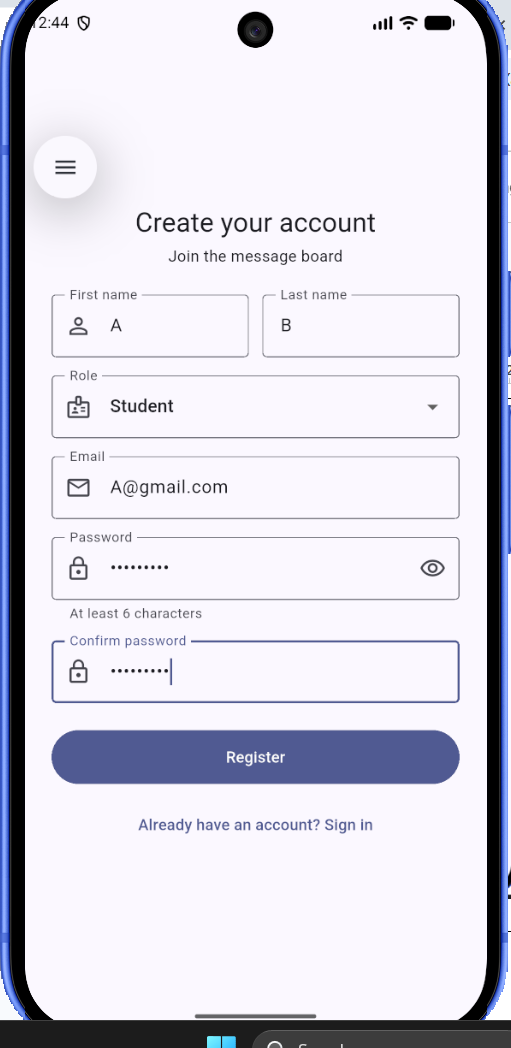 2:44
Create your account
Join the message board
First name
A
Last name
B
Role
Student
Email
A@gmail.com
Password
•••••••••
At least 6 characters
Confirm password
•••••••••
Register
Already have an account? Sign in